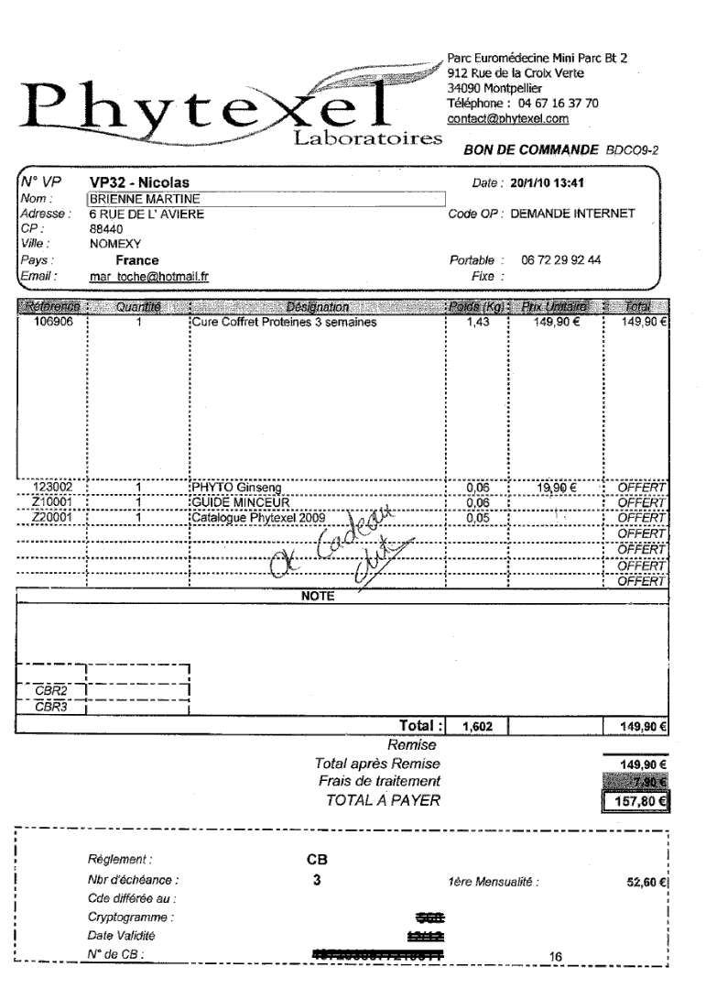 Phytexel
Laboratoires
Parc Euromédecine Mini Parc Bt 2
912 Rue de la Croix Verte
34090 Montpellier
Téléphone : 04 67 16 37 70
contact@phytexel.com
BON DE COMMANDE BDCO9-2
N° VP VP32 - Nicolas Date : 20/1/10 13:41
Nom : BRIENNE MARTINE
Adresse : 6 RUE DE L' AVIERE Code OP : DEMANDE INTERNET
CP : 88440
Ville : NOMEXY
Pays : France Portable : 06 72 29 92 44
Email : mar_toche@hotmail.fr Fixe :
Référence Quantité Désignation Poids (Kg) Prix Unitaire Total
106906 1 Cure Coffret Proteines 3 semaines 1,43 149,90 € 149,90 €
123002 1 PHYTO Ginseng 0,06 19,90 € OFFERT
Z10001 1 GUIDE MINCEUR 0,06 OFFERT
Z20001 1 Catalogue Phytexel 2009 0,05 OFFERT
OFFERT
OFFERT
OFFERT
OFFERT
OK Cadeau
NOTE
CBR2
CBR3
Total : 1,602 149,90 €
Remise
Total après Remise 149,90 €
Frais de traitement 7,90 €
TOTAL A PAYER 157,80 €
Règlement : CB
Nbr d'échéance : 3 1ère Mensualité : 52,60 €
Cde différée au :
Cryptogramme :
Date Validité
N° de CB : 16